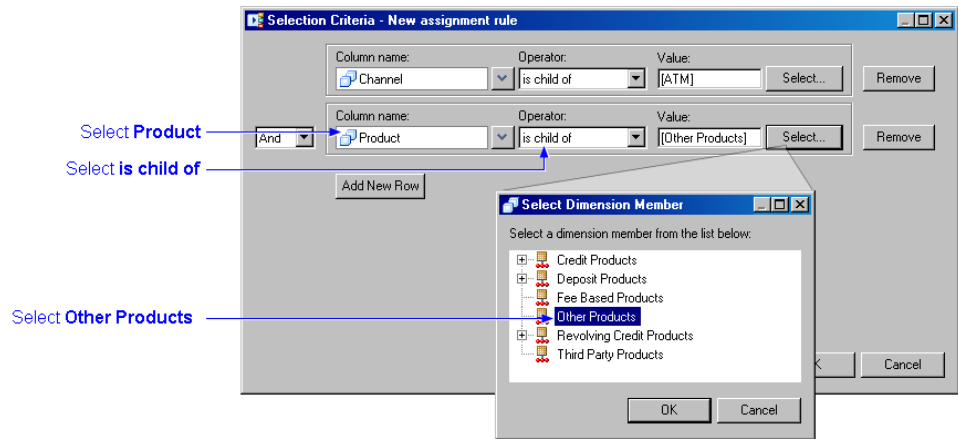 Selection Criteria - New assignment rule
Column name: Operator: Value:
Channel is child of [ATM] Select... Remove
Column name: Operator: Value:
Select Product
And Product is child of [Other Products] Select... Remove
Select is child of
Add New Row
Select Dimension Member
Select a dimension member from the list below:
Credit Products
Deposit Products
Fee Based Products
Select Other Products
Other Products
Revolving Credit Products
Third Party Products
K Cancel
OK Cancel